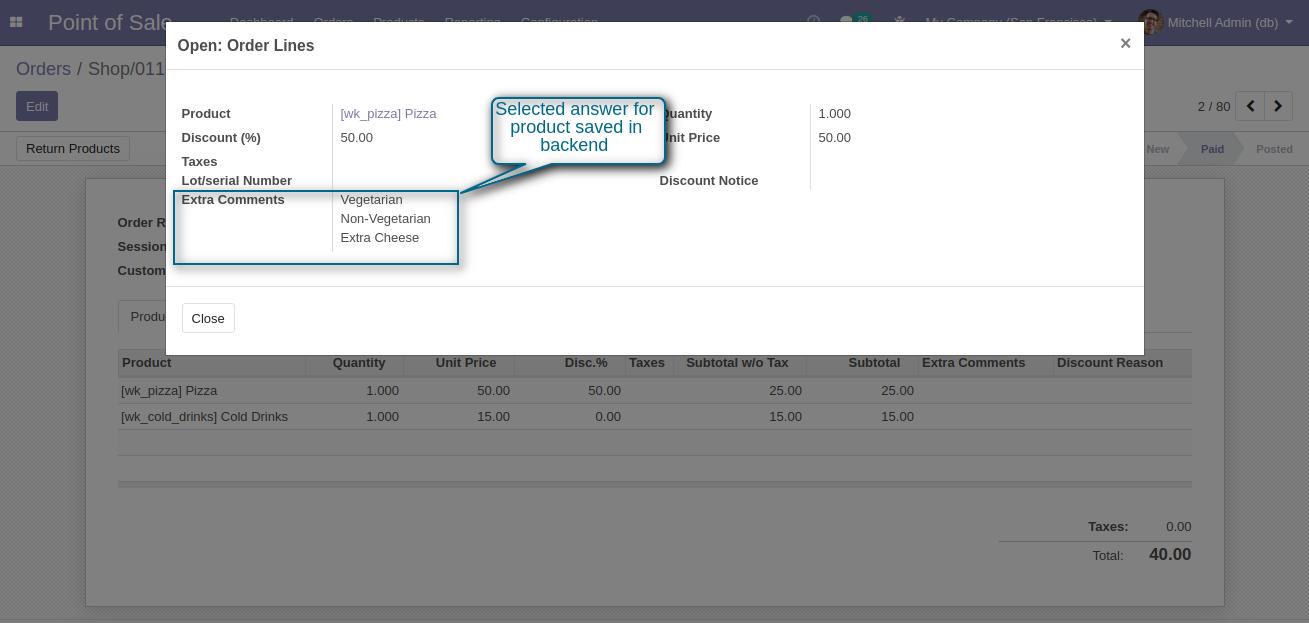 Point of Sale
Dashboard Orders Products Reporting Configuration
26 My Company (San Francisco) Mitchell Admin (db)
Open: Order Lines ×
Orders / Shop/011
Edit
2 / 80
Product [wk_pizza] Pizza
Quantity 1.000
Discount (%) 50.00
Unit Price 50.00
Selected answer for
product saved in
backend
Return Products
New Paid Posted
Taxes
Lot/serial Number
Discount Notice
Extra Comments Vegetarian
Non-Vegetarian
Extra Cheese
Order R
Session
Custom
Close
Produ
Product Quantity Unit Price Disc.% Taxes Subtotal w/o Tax Subtotal Extra Comments Discount Reason
[wk_pizza] Pizza 1.000 50.00 50.00 25.00 25.00
[wk_cold_drinks] Cold Drinks 1.000 15.00 0.00 15.00 15.00
Taxes: 0.00
Total: 40.00